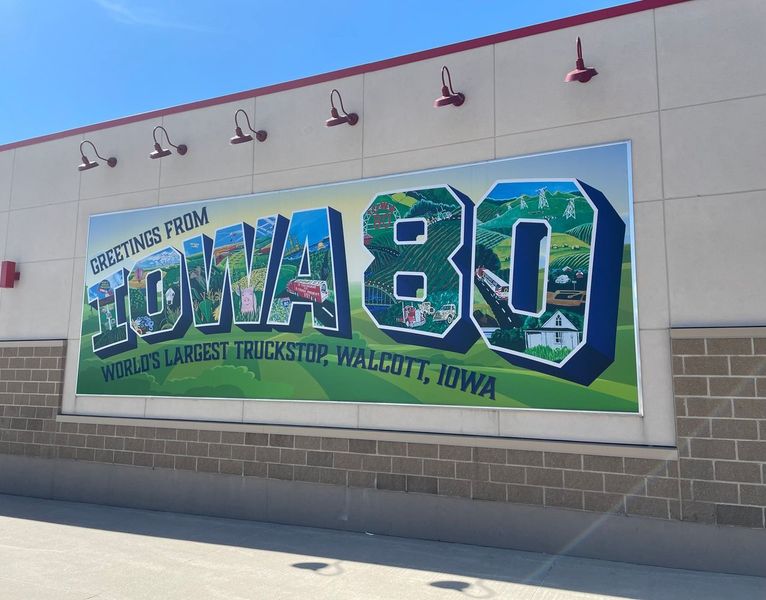 GREETINGS FROM
IOWA 80
WORLD'S LARGEST TRUCKSTOP, WALCOTT, IOWA